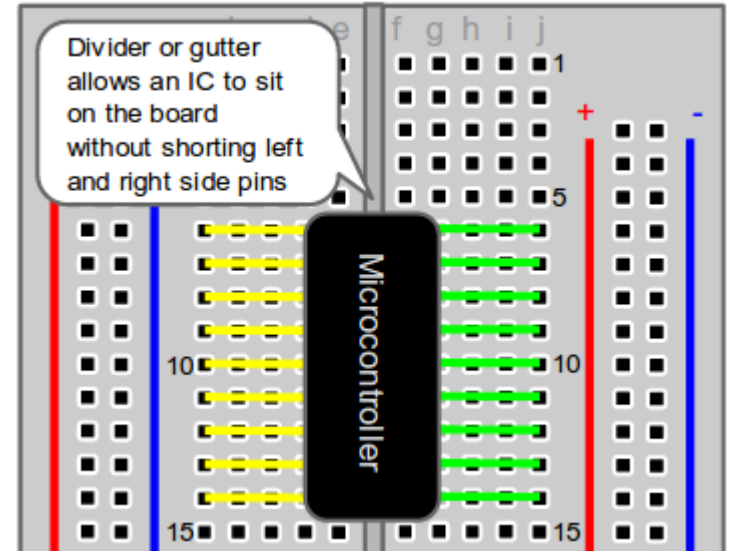 e f g h i j
Divider or gutter
allows an IC to sit
on the board
without shorting left
and right side pins
1
+ -
5
Microcontroller
10 10
15 15